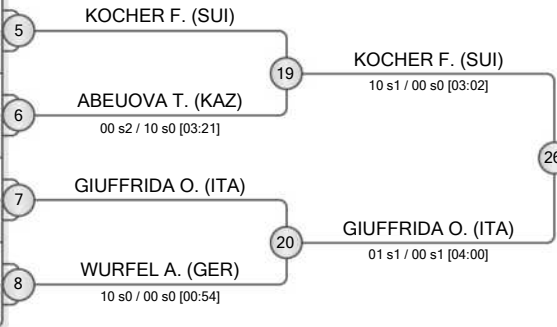 5
KOCHER F. (SUI)
19
KOCHER F. (SUI)
10 s1 / 00 s0 [03:02]
6
ABEUOVA T. (KAZ)
00 s2 / 10 s0 [03:21]
26
7
GIUFFRIDA O. (ITA)
20
GIUFFRIDA O. (ITA)
01 s1 / 00 s1 [04:00]
8
WURFEL A. (GER)
10 s0 / 00 s0 [00:54]